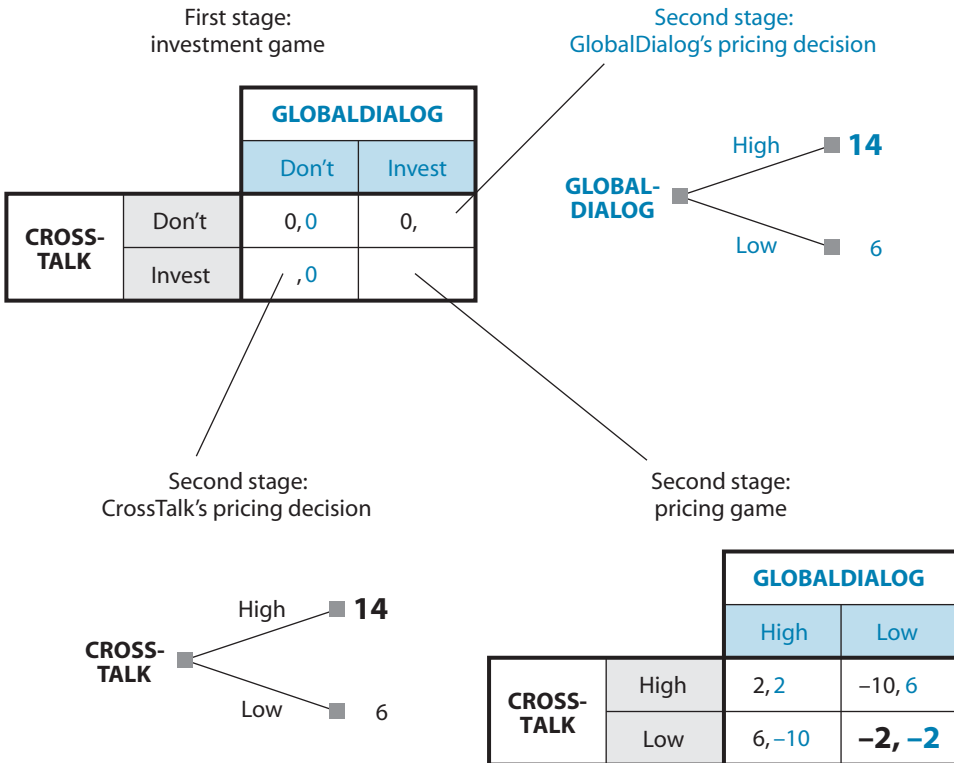 First stage:
investment game
Second stage:
GlobalDialog's pricing decision
GLOBALDIALOG
Don't Invest
CROSS-
TALK
Don't 0, 0 0,
Invest , 0
GLOBAL-
DIALOG
High 14
Low 6
Second stage:
CrossTalk's pricing decision
CROSS-
TALK
High 14
Low 6
Second stage:
pricing game
GLOBALDIALOG
High Low
CROSS-
TALK
High 2, 2 –10, 6
Low 6, –10 –2, –2